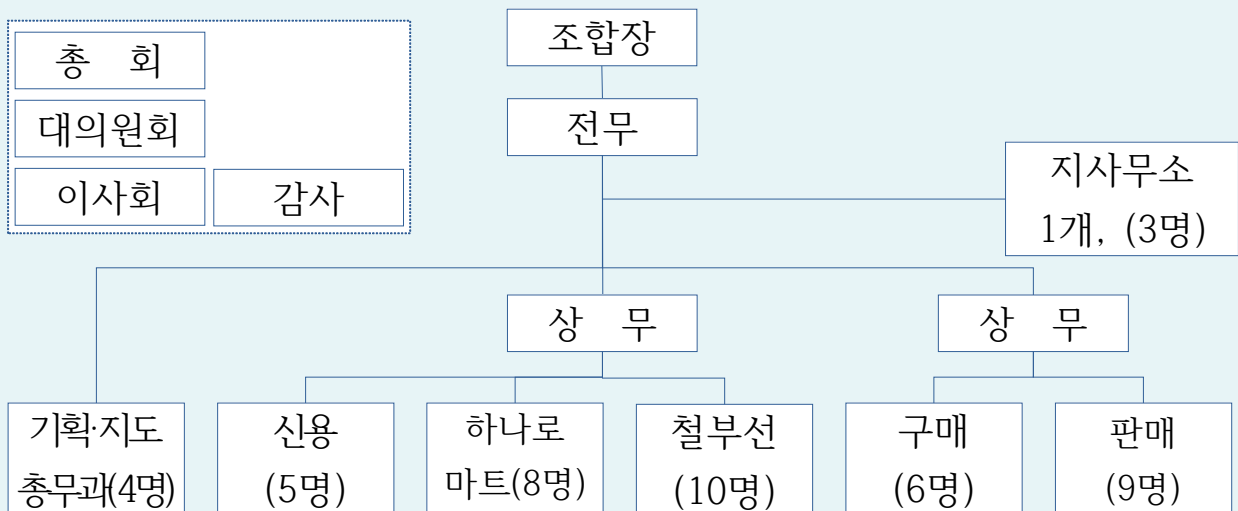 총 회
대의원회
이사회
감사
조합장
전무
지사무소
1개, (3명)
상 무
상 무
기획·지도
총무과(4명)
신용
(5명)
하나로
마트(8명)
철부선
(10명)
구매
(6명)
판매
(9명)